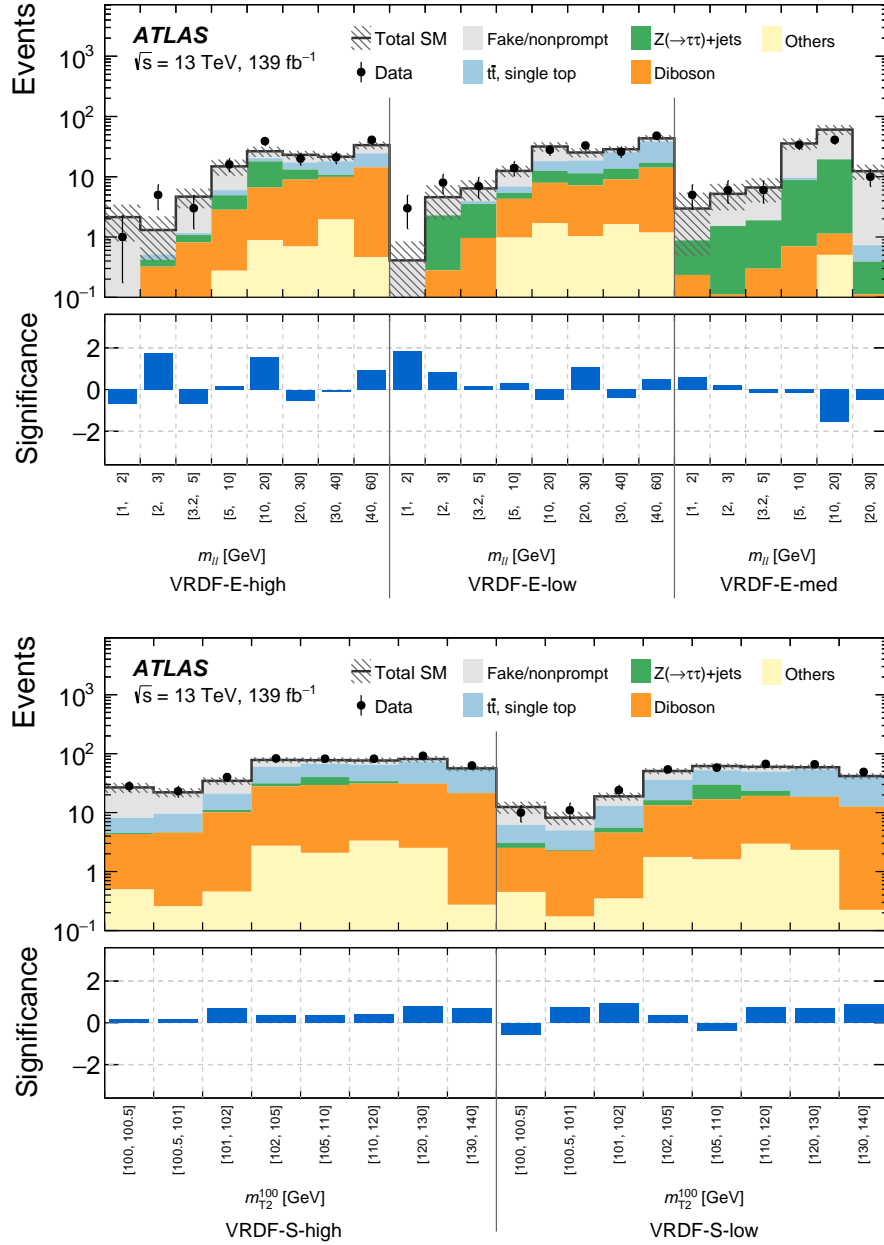 Events
ATLAS
√s = 13 TeV, 139 fb⁻¹
Total SM
Fake/nonprompt
Z(→ττ)+jets
Others
Data
tt̄, single top
Diboson
10³
10²
10
1
10⁻¹
Significance
2
0
−2
[1, 2]
[2, 3]
[3.2, 5]
[5, 10]
[10, 20]
[20, 30]
[30, 40]
[40, 60]
[1, 2]
[2, 3]
[3.2, 5]
[5, 10]
[10, 20]
[20, 30]
[30, 40]
[40, 60]
[1, 2]
[2, 3]
[3.2, 5]
[5, 10]
[10, 20]
[20, 30]
m_ll [GeV]
m_ll [GeV]
m_ll [GeV]
VRDF-E-high
VRDF-E-low
VRDF-E-med
Events
ATLAS
√s = 13 TeV, 139 fb⁻¹
Total SM
Fake/nonprompt
Z(→ττ)+jets
Others
Data
tt̄, single top
Diboson
10³
10²
10
1
10⁻¹
Significance
2
0
−2
[100, 100.5]
[100.5, 101]
[101, 102]
[102, 105]
[105, 110]
[110, 120]
[120, 130]
[130, 140]
[100, 100.5]
[100.5, 101]
[101, 102]
[102, 105]
[105, 110]
[110, 120]
[120, 130]
[130, 140]
m_T2^100 [GeV]
m_T2^100 [GeV]
VRDF-S-high
VRDF-S-low